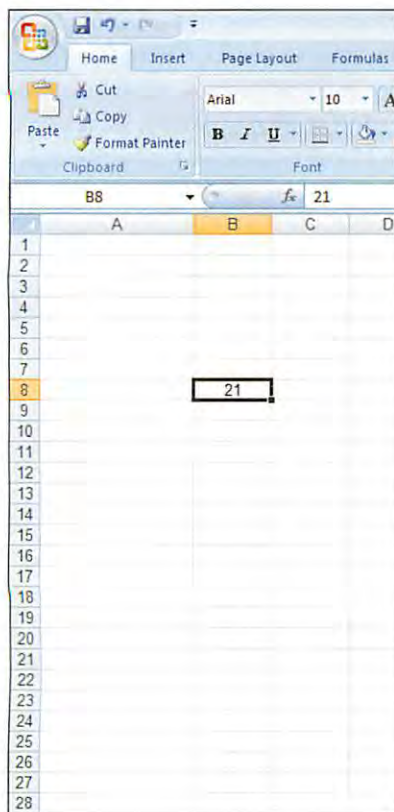 Home Insert Page Layout Formulas
Cut
Arial 10 A
Copy
Paste
Format Painter
B I U
Clipboard Font
B8 fx 21
A B C D
1
2
3
4
5
6
7
8 21
9
10
11
12
13
14
15
16
17
18
19
20
21
22
23
24
25
26
27
28